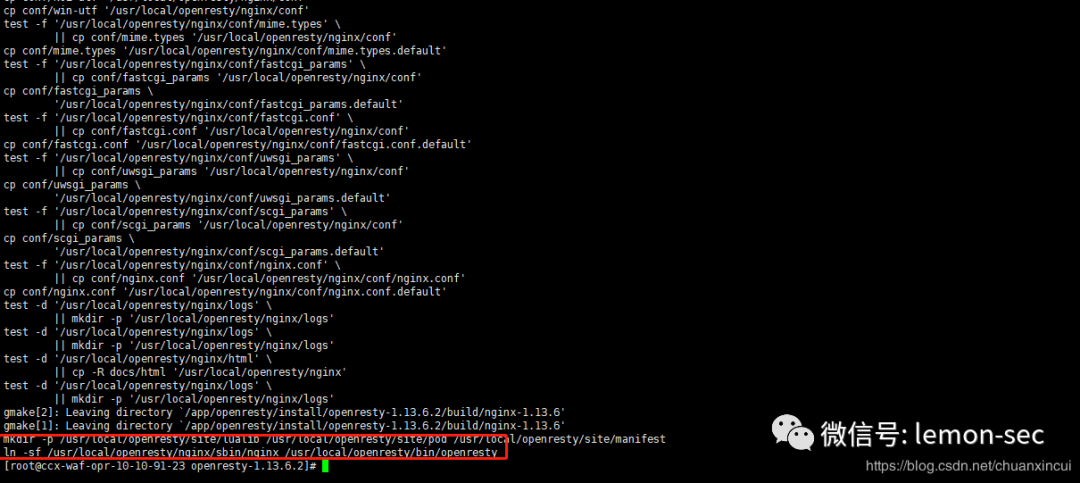 cp conf/win-utf '/usr/local/openresty/nginx/conf'
test -f '/usr/local/openresty/nginx/conf/mime.types' \
        || cp conf/mime.types '/usr/local/openresty/nginx/conf'
cp conf/mime.types '/usr/local/openresty/nginx/conf/mime.types.default'
test -f '/usr/local/openresty/nginx/conf/fastcgi_params' \
        || cp conf/fastcgi_params '/usr/local/openresty/nginx/conf'
cp conf/fastcgi_params \
        '/usr/local/openresty/nginx/conf/fastcgi_params.default'
test -f '/usr/local/openresty/nginx/conf/fastcgi.conf' \
        || cp conf/fastcgi.conf '/usr/local/openresty/nginx/conf'
cp conf/fastcgi.conf '/usr/local/openresty/nginx/conf/fastcgi.conf.default'
test -f '/usr/local/openresty/nginx/conf/uwsgi_params' \
        || cp conf/uwsgi_params '/usr/local/openresty/nginx/conf'
cp conf/uwsgi_params \
        '/usr/local/openresty/nginx/conf/uwsgi_params.default'
test -f '/usr/local/openresty/nginx/conf/scgi_params' \
        || cp conf/scgi_params '/usr/local/openresty/nginx/conf'
cp conf/scgi_params \
        '/usr/local/openresty/nginx/conf/scgi_params.default'
test -f '/usr/local/openresty/nginx/conf/nginx.conf' \
        || cp conf/nginx.conf '/usr/local/openresty/nginx/conf/nginx.conf'
cp conf/nginx.conf '/usr/local/openresty/nginx/conf/nginx.conf.default'
test -d '/usr/local/openresty/nginx/logs' \
        || mkdir -p '/usr/local/openresty/nginx/logs'
test -d '/usr/local/openresty/nginx/logs' \
        || mkdir -p '/usr/local/openresty/nginx/logs'
test -d '/usr/local/openresty/nginx/html' \
        || cp -R docs/html '/usr/local/openresty/nginx'
test -d '/usr/local/openresty/nginx/logs' \
        || mkdir -p '/usr/local/openresty/nginx/logs'
gmake[2]: Leaving directory `/app/openresty/install/openresty-1.13.6.2/build/nginx-1.13.6'
gmake[1]: Leaving directory `/app/openresty/install/openresty-1.13.6.2/build/nginx-1.13.6'
mkdir -p /usr/local/openresty/site/lualib /usr/local/openresty/site/pod /usr/local/openresty/site/manifest
ln -sf /usr/local/openresty/nginx/sbin/nginx /usr/local/openresty/bin/openresty
[root@ccx-waf-opr-10-10-91-23 openresty-1.13.6.2]#
微信号: lemon-sec
https://blog.csdn.net/chuanxincui